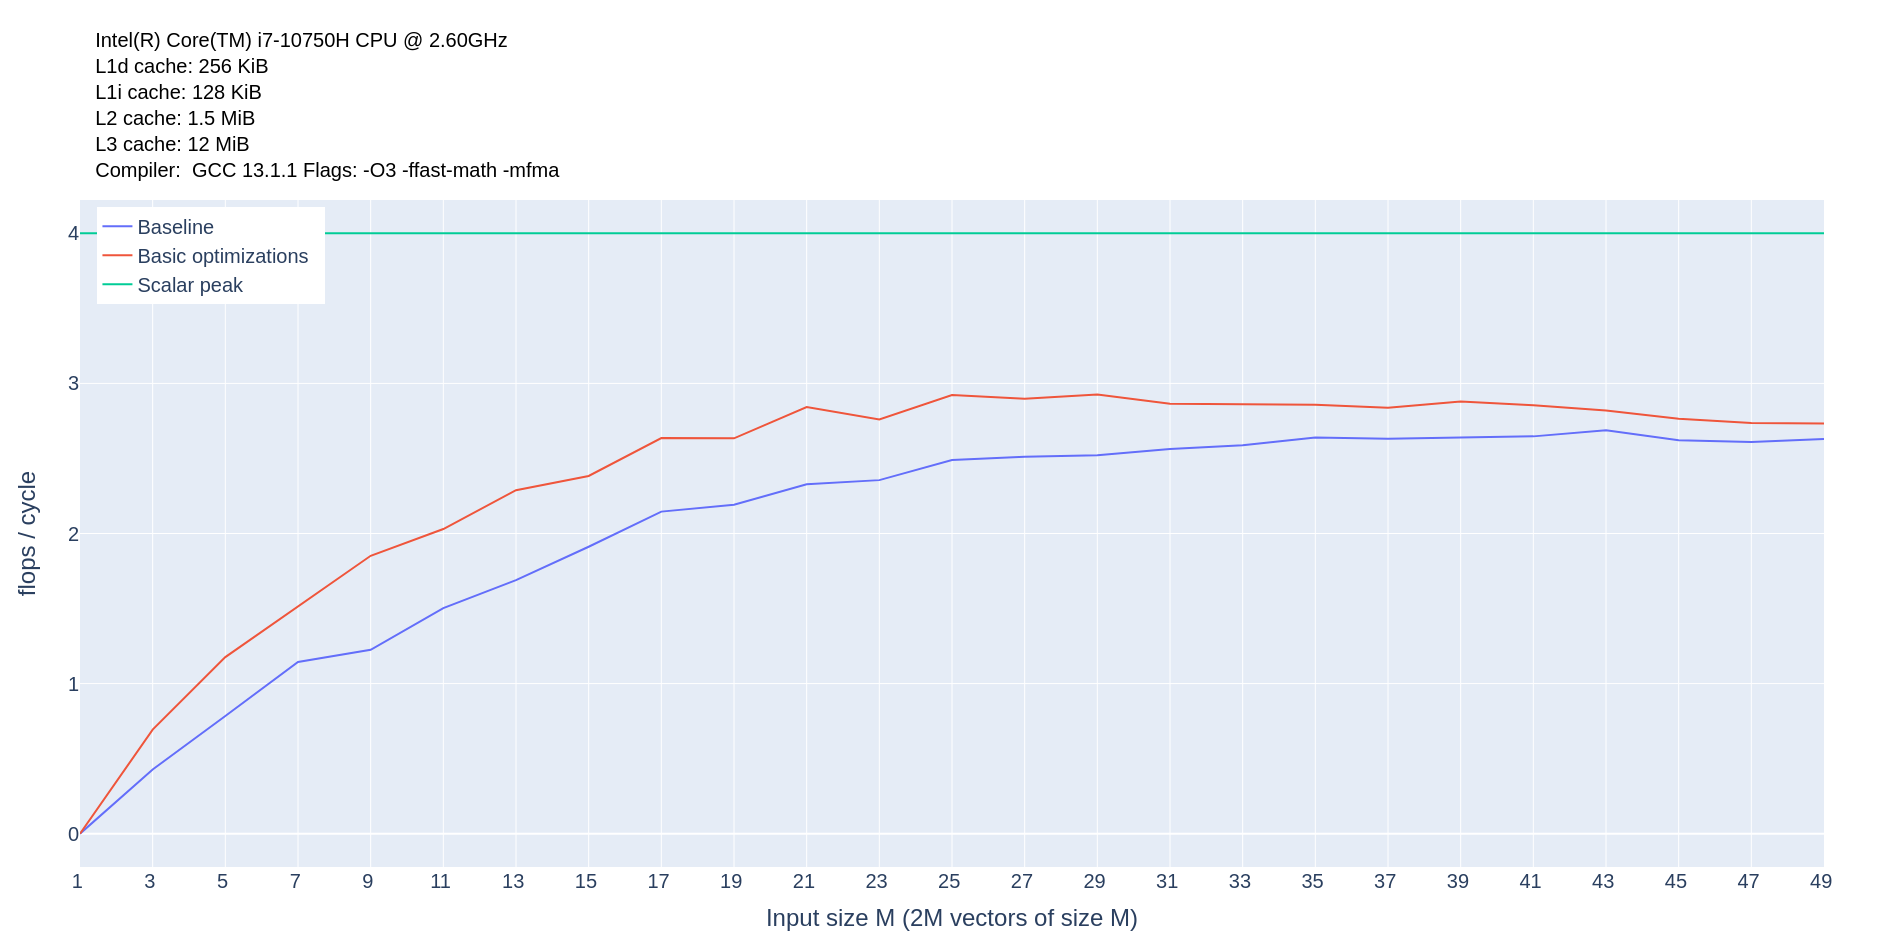 Intel(R) Core(TM) i7-10750H CPU @ 2.60GHz
L1d cache: 256 KiB
L1i cache: 128 KiB
L2 cache: 1.5 MiB
L3 cache: 12 MiB
Compiler:  GCC 13.1.1 Flags: -O3 -ffast-math -mfma
Baseline
Basic optimizations
Scalar peak
4
3
2
1
0
flops / cycle
1 3 5 7 9 11 13 15 17 19 21 23 25 27 29 31 33 35 37 39 41 43 45 47 49
Input size M (2M vectors of size M)